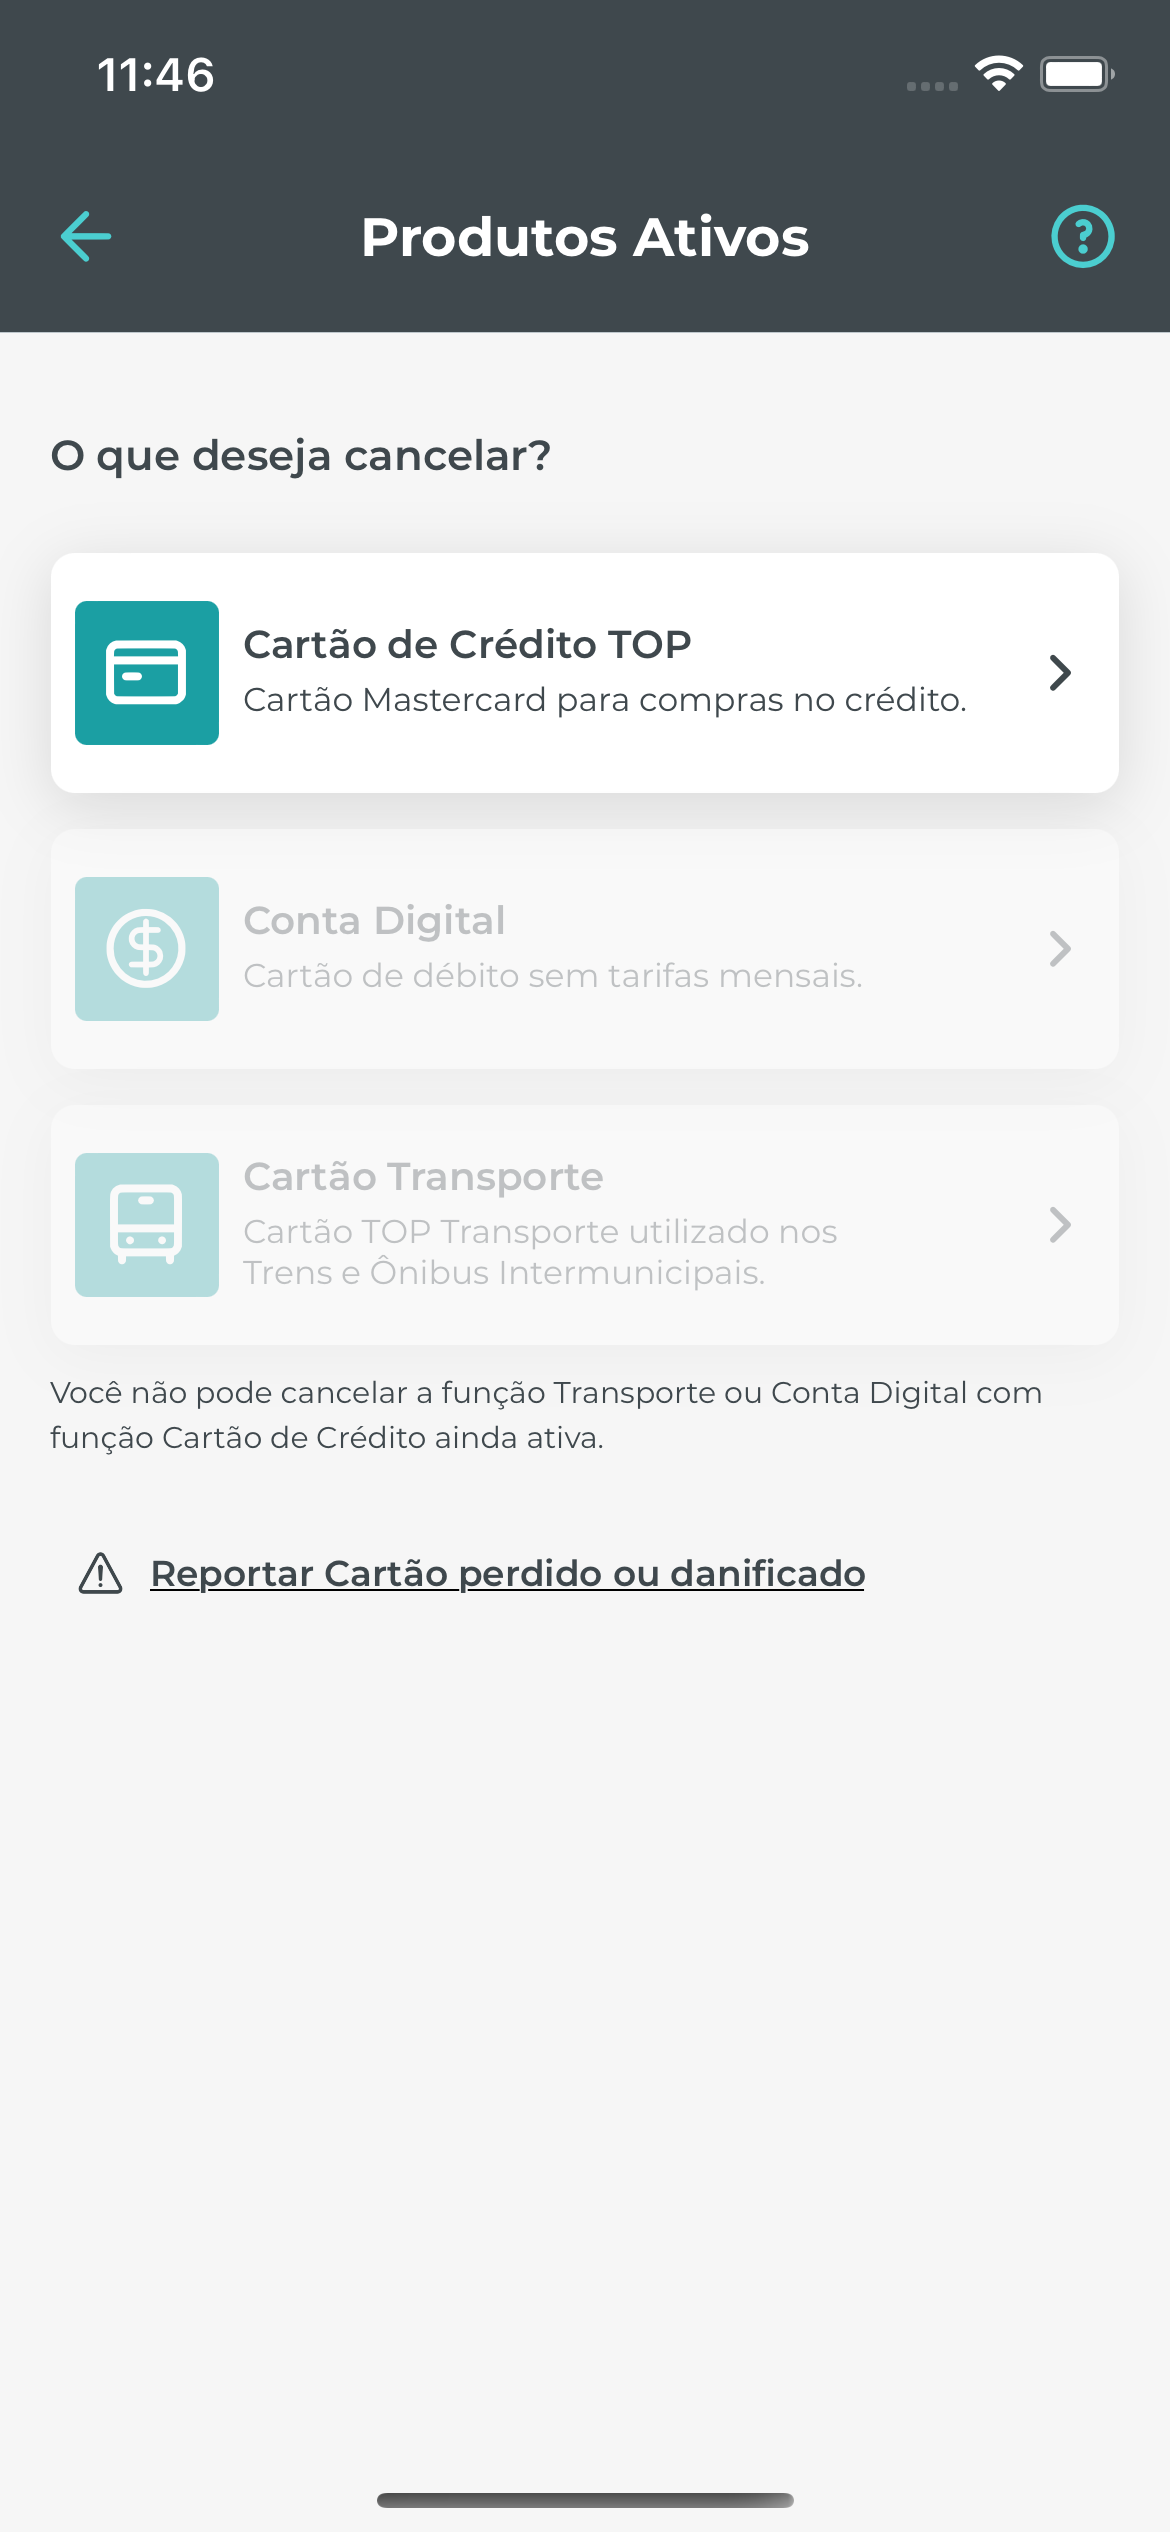 11:46
Produtos Ativos
O que deseja cancelar?
Cartão de Crédito TOP
Cartão Mastercard para compras no crédito.
Conta Digital
Cartão de débito sem tarifas mensais.
Cartão Transporte
Cartão TOP Transporte utilizado nos
Trens e Ônibus Intermunicipais.
Você não pode cancelar a função Transporte ou Conta Digital com
função Cartão de Crédito ainda ativa.
Reportar Cartão perdido ou danificado